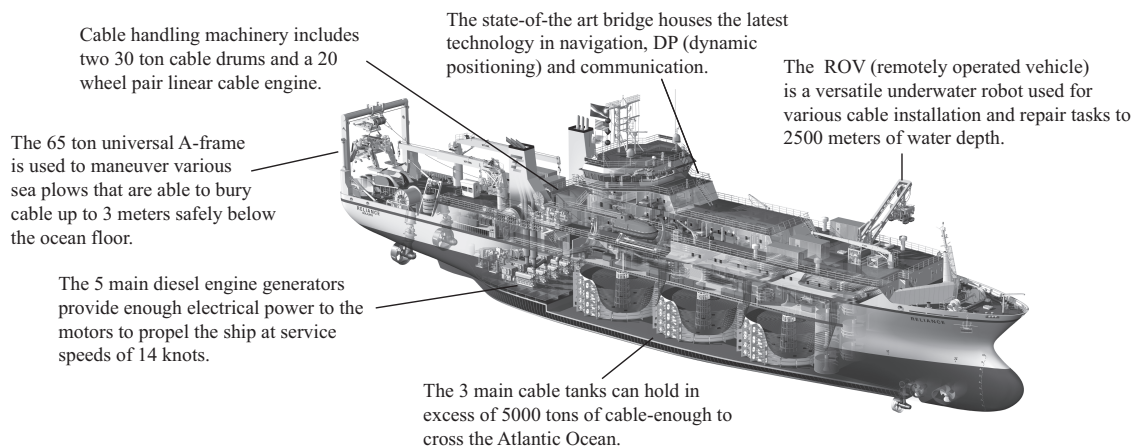 Cable handling machinery includes
two 30 ton cable drums and a 20
wheel pair linear cable engine.
The state-of-the art bridge houses the latest
technology in navigation, DP (dynamic
positioning) and communication.
The ROV (remotely operated vehicle)
is a versatile underwater robot used for
various cable installation and repair tasks to
2500 meters of water depth.
The 65 ton universal A-frame
is used to maneuver various
sea plows that are able to bury
cable up to 3 meters safely below
the ocean floor.
RELIANCE
The 5 main diesel engine generators
provide enough electrical power to the
motors to propel the ship at service
speeds of 14 knots.
RELIANCE
The 3 main cable tanks can hold in
excess of 5000 tons of cable-enough to
cross the Atlantic Ocean.